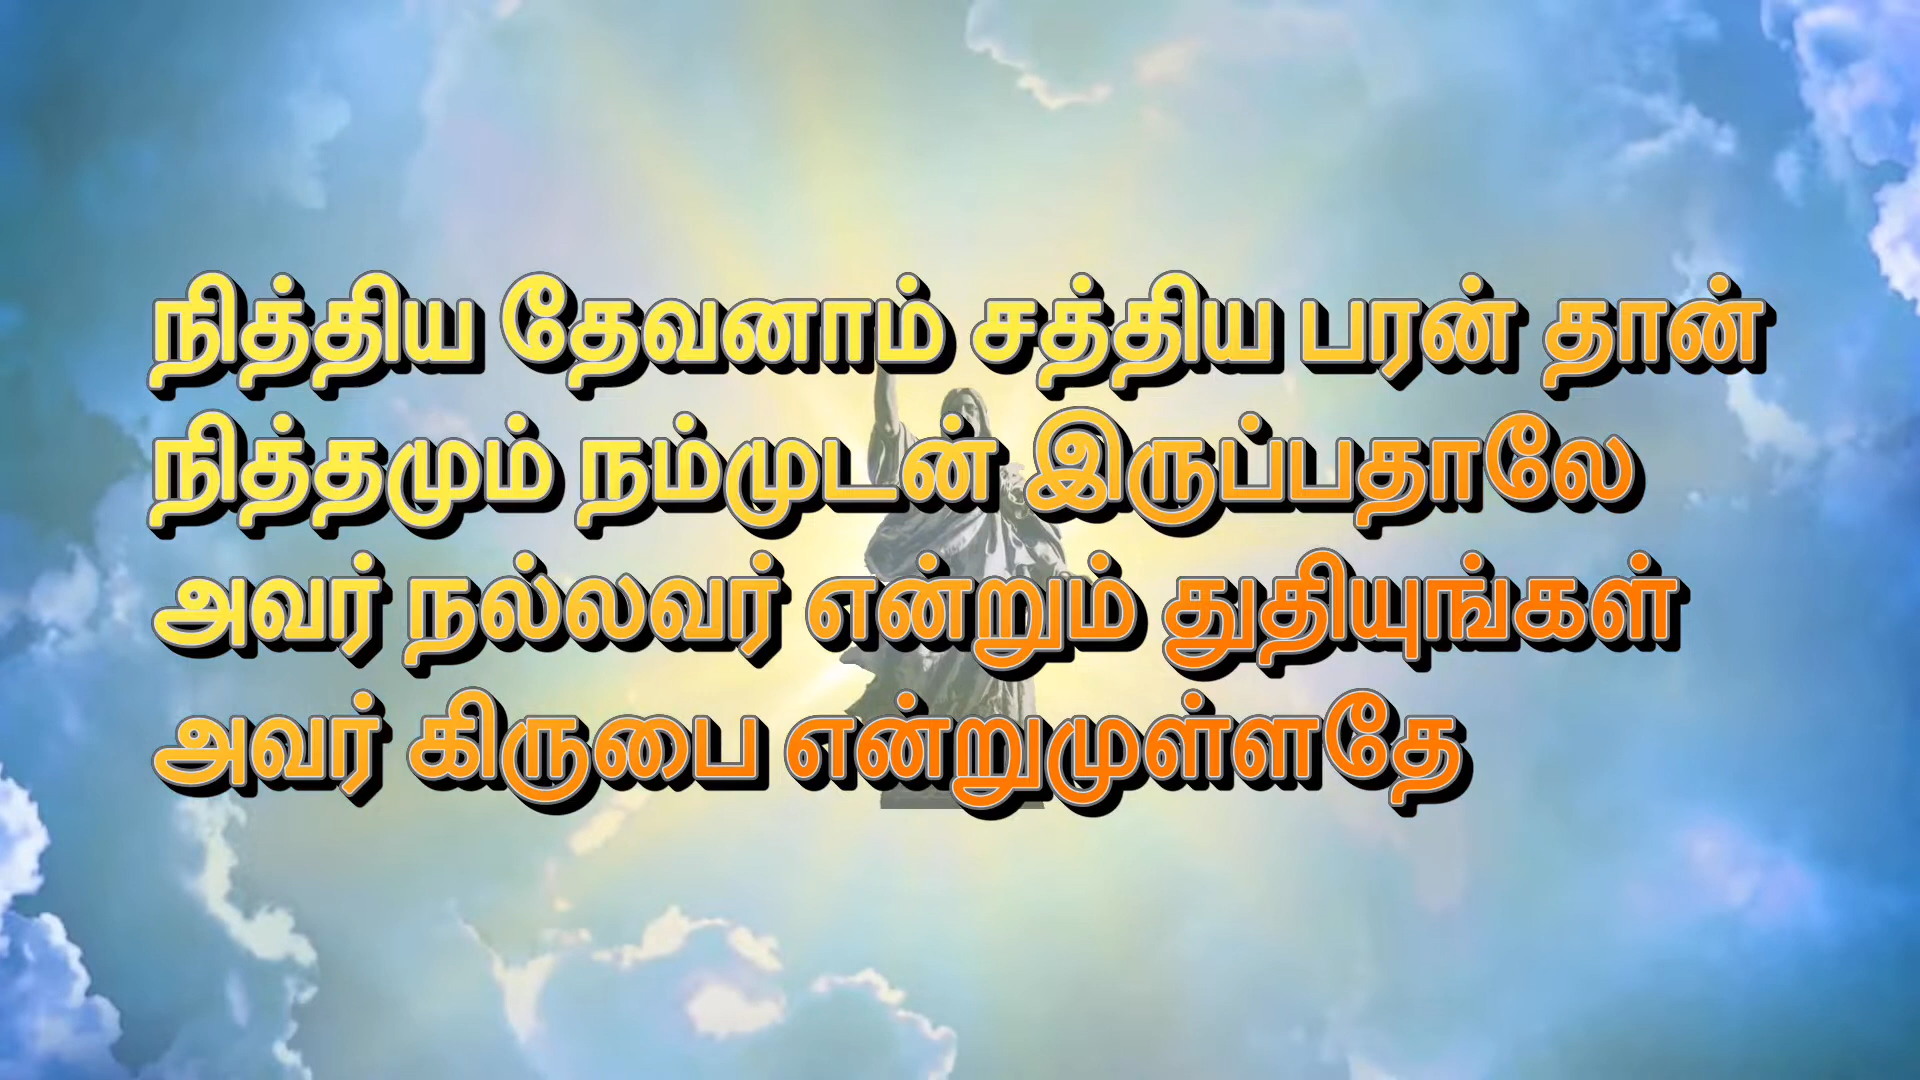 நித்திய தேவனாம் சத்திய பரன் தான்
நித்தமும் நம்முடன் இருப்பதாலே
அவர் நல்லவர் என்றும் துதியுங்கள்
அவர் கிருபை என்றுமுள்ளதே